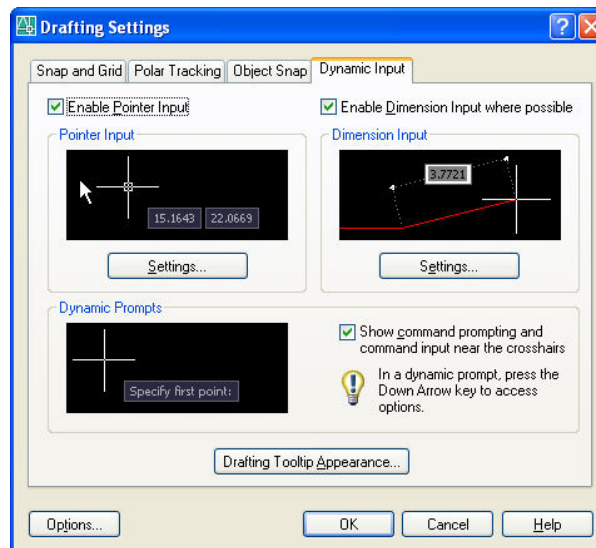 Drafting Settings
Snap and Grid
Polar Tracking
Object Snap
Dynamic Input
Enable Pointer Input
Enable Dimension Input where possible
Pointer Input
15.1643 22.0669
Settings...
Dimension Input
3.7721
Settings...
Dynamic Prompts
Specify first point:
Show command prompting and
command input near the crosshairs
In a dynamic prompt, press the
Down Arrow key to access
options.
Drafting Tooltip Appearance...
Options...
OK
Cancel
Help